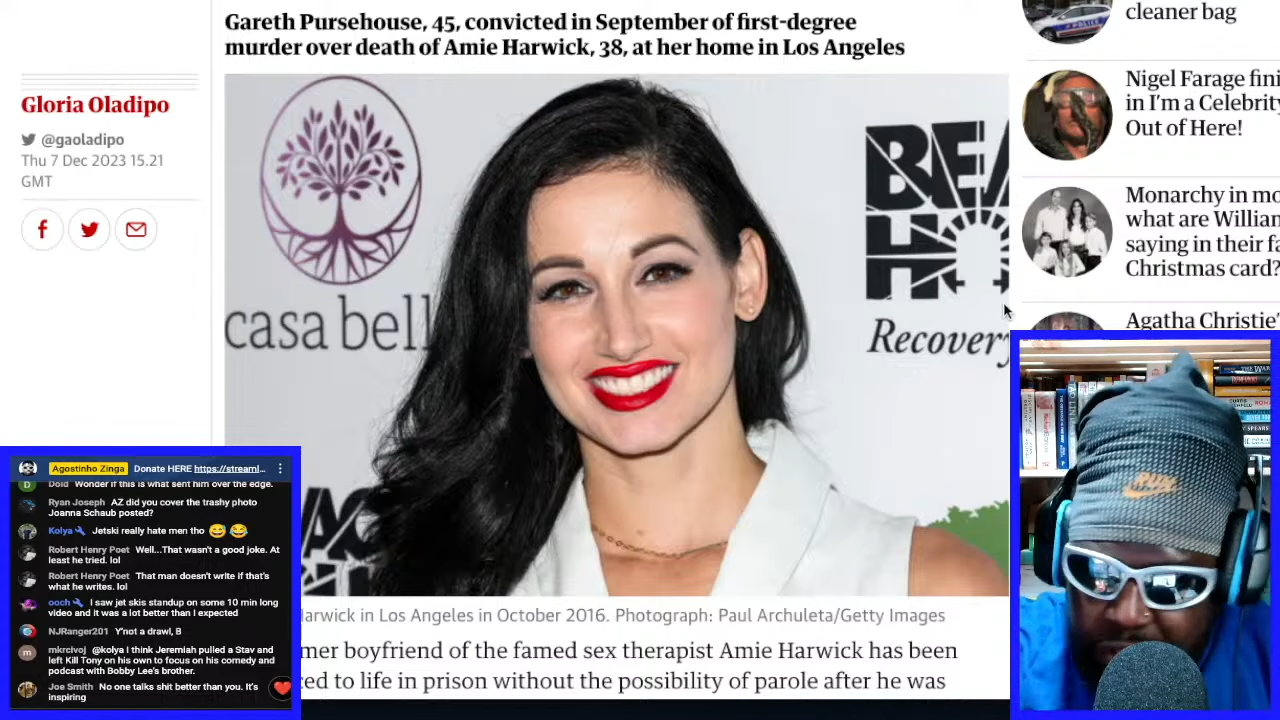 Gareth Pursehouse, 45, convicted in September of first-degree
murder over death of Amie Harwick, 38, at her home in Los Angeles
Gloria Oladipo
@gaoladipo
Thu 7 Dec 2023 15.21
GMT
casa bell
BEA
H
Recovery
arwick in Los Angeles in October 2016. Photograph: Paul Archuleta/Getty Images
mer boyfriend of the famed sex therapist Amie Harwick has been
ced to life in prison without the possibility of parole after he was
cleaner bag
Nigel Farage fini
in I'm a Celebrity
Out of Here!
Monarchy in mo
what are William
saying in their fa
Christmas card?
Agatha Christie'
POLICE
RUN
Agostinho Zinga Donate HERE https://streaml...
Dold Wonder if this is what sent him over the edge.
Ryan Joseph AZ did you cover the trashy photo
Joanna Schaub posted?
Kolya Jetski really hate men tho 😅 😂
Robert Henry Poet Well...That wasn't a good joke. At
least he tried. lol
Robert Henry Poet That man doesn't write if that's
what he writes. lol
ooch I saw jet skis standup on some 10 min long
video and it was a lot better than I expected
NJRanger201 Y'not a drawl, B
mkrcivoj @kolya I think Jeremiah pulled a Stav and
left Kill Tony on his own to focus on his comedy and
podcast with Bobby Lee's brother.
Joe Smith No one talks shit better than you. It's
inspiring